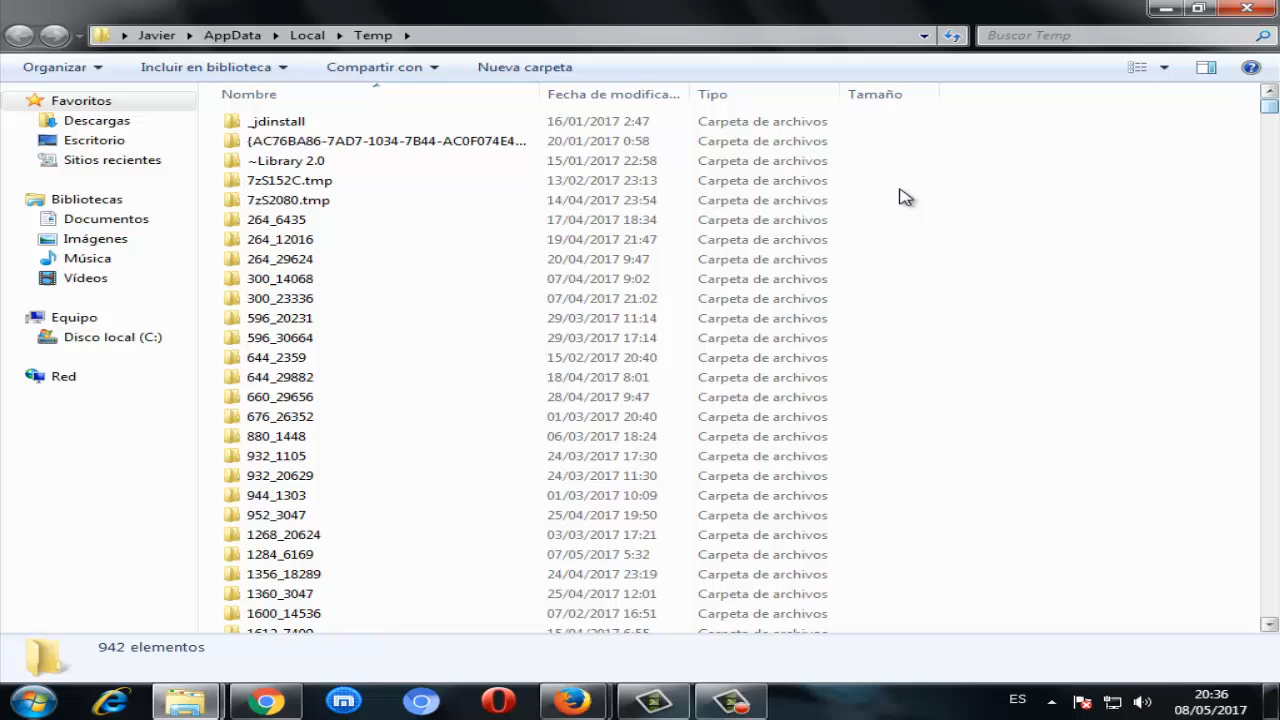 Javier AppData Local Temp
Buscar Temp
Organizar Incluir en biblioteca Compartir con Nueva carpeta
Favoritos
Descargas
Escritorio
Sitios recientes
Bibliotecas
Documentos
Imágenes
Música
Vídeos
Equipo
Disco local (C:)
Red
Nombre Fecha de modifica... Tipo Tamaño
_jdinstall 16/01/2017 2:47 Carpeta de archivos
{AC76BA86-7AD7-1034-7B44-AC0F074E4... 20/01/2017 0:58 Carpeta de archivos
~Library 2.0 15/01/2017 22:58 Carpeta de archivos
7zS152C.tmp 13/02/2017 23:13 Carpeta de archivos
7zS2080.tmp 14/04/2017 23:54 Carpeta de archivos
264_6435 17/04/2017 18:34 Carpeta de archivos
264_12016 19/04/2017 21:47 Carpeta de archivos
264_29624 20/04/2017 9:47 Carpeta de archivos
300_14068 07/04/2017 9:02 Carpeta de archivos
300_23336 07/04/2017 21:02 Carpeta de archivos
596_20231 29/03/2017 11:14 Carpeta de archivos
596_30664 29/03/2017 17:14 Carpeta de archivos
644_2359 15/02/2017 20:40 Carpeta de archivos
644_29882 18/04/2017 8:01 Carpeta de archivos
660_29656 28/04/2017 9:47 Carpeta de archivos
676_26352 01/03/2017 20:40 Carpeta de archivos
880_1448 06/03/2017 18:24 Carpeta de archivos
932_1105 24/03/2017 17:30 Carpeta de archivos
932_20629 24/03/2017 11:30 Carpeta de archivos
944_1303 01/03/2017 10:09 Carpeta de archivos
952_3047 25/04/2017 19:50 Carpeta de archivos
1268_20624 03/03/2017 17:21 Carpeta de archivos
1284_6169 07/05/2017 5:32 Carpeta de archivos
1356_18289 24/04/2017 23:19 Carpeta de archivos
1360_3047 25/04/2017 12:01 Carpeta de archivos
1600_14536 07/02/2017 16:51 Carpeta de archivos
942 elementos
ES
20:36
08/05/2017